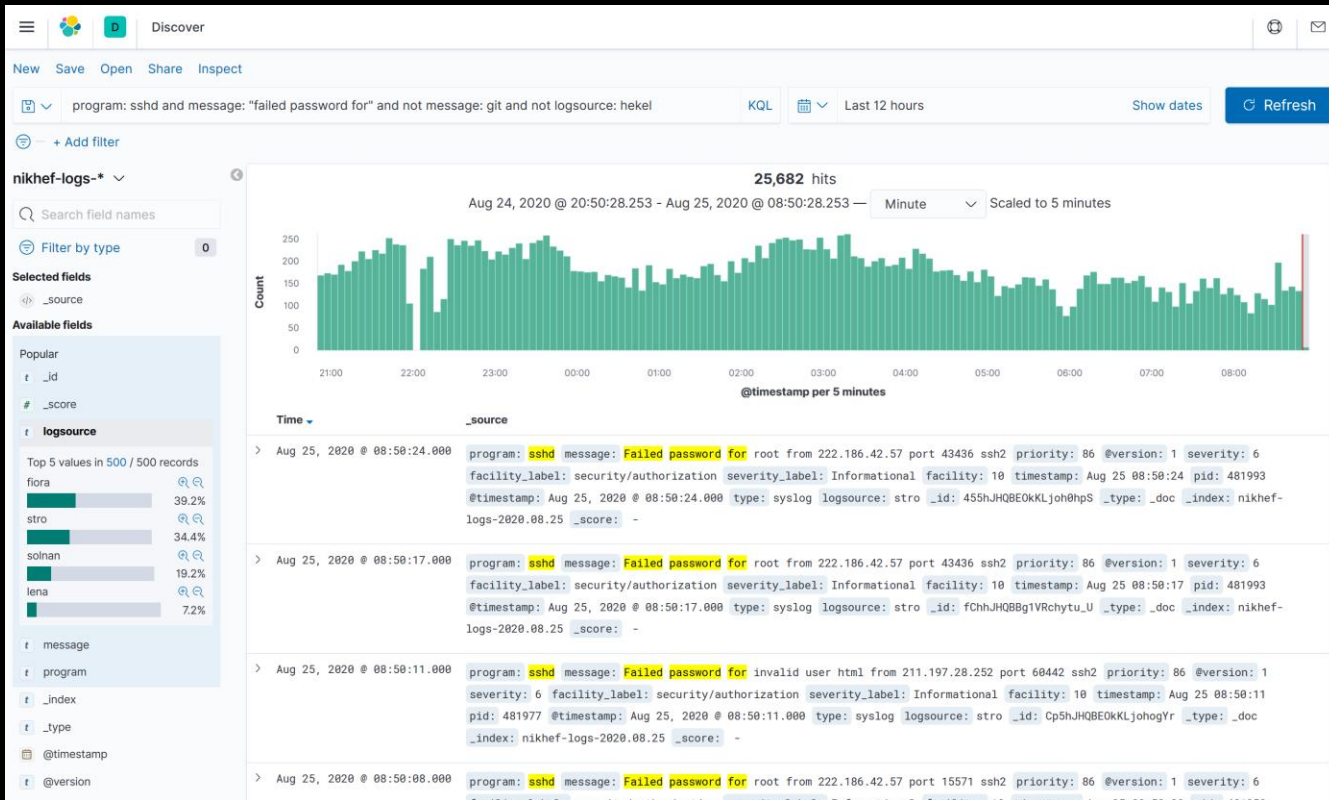 D Discover
New Save Open Share Inspect
program: sshd and message: "failed password for" and not message: git and not logsource: hekel KQL Last 12 hours Show dates Refresh
+ Add filter
nikhef-logs-*
Search field names
Filter by type 0
Selected fields
_source
Available fields
Popular
t _id
# _score
t logsource
Top 5 values in 500 / 500 records
fiora
39.2%
stro
34.4%
solnan
19.2%
lena
7.2%
t message
t program
t _index
t _type
@timestamp
t @version
25,682 hits
Aug 24, 2020 @ 20:50:28.253 - Aug 25, 2020 @ 08:50:28.253 — Minute Scaled to 5 minutes
Count
250
200
150
100
50
0
21:00 22:00 23:00 00:00 01:00 02:00 03:00 04:00 05:00 06:00 07:00 08:00
@timestamp per 5 minutes
Time _source
Aug 25, 2020 @ 08:50:24.000 program: sshd message: Failed password for root from 222.186.42.57 port 43436 ssh2 priority: 86 @version: 1 severity: 6
facility_label: security/authorization severity_label: Informational facility: 10 timestamp: Aug 25 08:50:24 pid: 481993
@timestamp: Aug 25, 2020 @ 08:50:24.000 type: syslog logsource: stro _id: 455hJHQBEOkKLjoh0hpS _type: _doc _index: nikhef-
logs-2020.08.25 _score: -
Aug 25, 2020 @ 08:50:17.000 program: sshd message: Failed password for root from 222.186.42.57 port 43436 ssh2 priority: 86 @version: 1 severity: 6
facility_label: security/authorization severity_label: Informational facility: 10 timestamp: Aug 25 08:50:17 pid: 481993
@timestamp: Aug 25, 2020 @ 08:50:17.000 type: syslog logsource: stro _id: fChhJHQBBg1VRchytu_U _type: _doc _index: nikhef-
logs-2020.08.25 _score: -
Aug 25, 2020 @ 08:50:11.000 program: sshd message: Failed password for invalid user html from 211.197.28.252 port 60442 ssh2 priority: 86 @version: 1
severity: 6 facility_label: security/authorization severity_label: Informational facility: 10 timestamp: Aug 25 08:50:11
pid: 481977 @timestamp: Aug 25, 2020 @ 08:50:11.000 type: syslog logsource: stro _id: Cp5hJHQBEOkKLjohogYr _type: _doc
_index: nikhef-logs-2020.08.25 _score: -
Aug 25, 2020 @ 08:50:08.000 program: sshd message: Failed password for root from 222.186.42.57 port 15571 ssh2 priority: 86 @version: 1 severity: 6